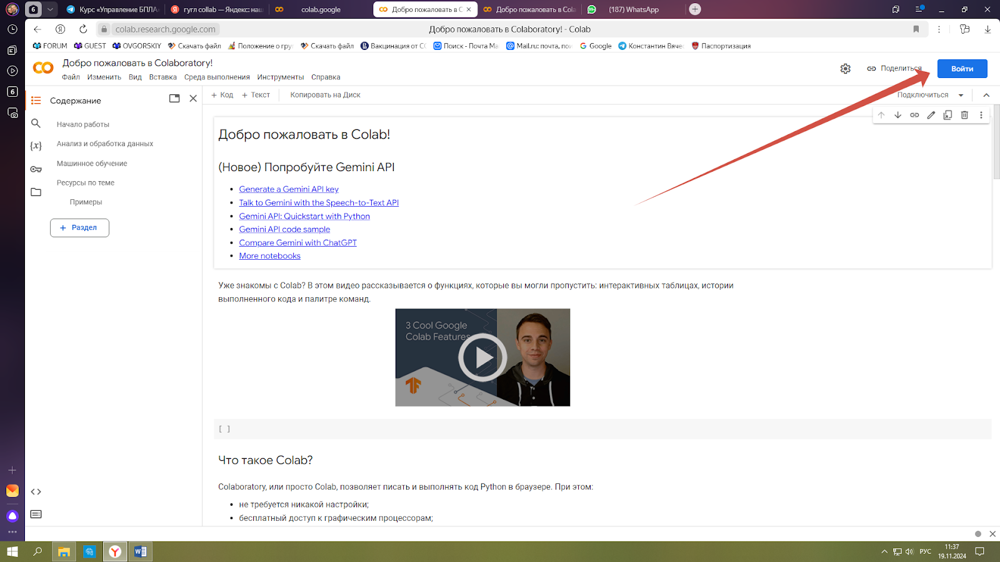 6
Курс «Управление БПЛА
гугл collab — Яндекс: наш
colab.google
Добро пожаловать в C
Добро пожаловать в Cola
99+
(187) WhatsApp
Я
colab.research.google.com
Добро пожаловать в Colaboratory! - Colab
FORUM
GUEST
OVGORSKIY
Скачать файл
Положение о гру
Скачать файл
Вакцинация от CO
Поиск - Почта Ma
Mail.ru: почта, пои
Google
Константин Вячес
Паспортизация
6
Добро пожаловать в Colaboratory!
Файл Изменить Вид Вставка Среда выполнения Инструменты Справка
Поделиться
Войти
Содержание
+ Код + Текст
Копировать на Диск
Подключиться
Начало работы
{x}
Анализ и обработка данных
Машинное обучение
Ресурсы по теме
Примеры
+ Раздел
Добро пожаловать в Colab!
(Новое) Попробуйте Gemini API
• Generate a Gemini API key
• Talk to Gemini with the Speech-to-Text API
• Gemini API: Quickstart with Python
• Gemini API code sample
• Compare Gemini with ChatGPT
• More notebooks
Уже знакомы с Colab? В этом видео рассказывается о функциях, которые вы могли пропустить: интерактивных таблицах, истории
выполненного кода и палитре команд.
3 Cool Google
Colab Features
[ ]
Что такое Colab?
Colaboratory, или просто Colab, позволяет писать и выполнять код Python в браузере. При этом:
• не требуется никакой настройки;
• бесплатный доступ к графическим процессорам;
РУС
11:37
19.11.2024